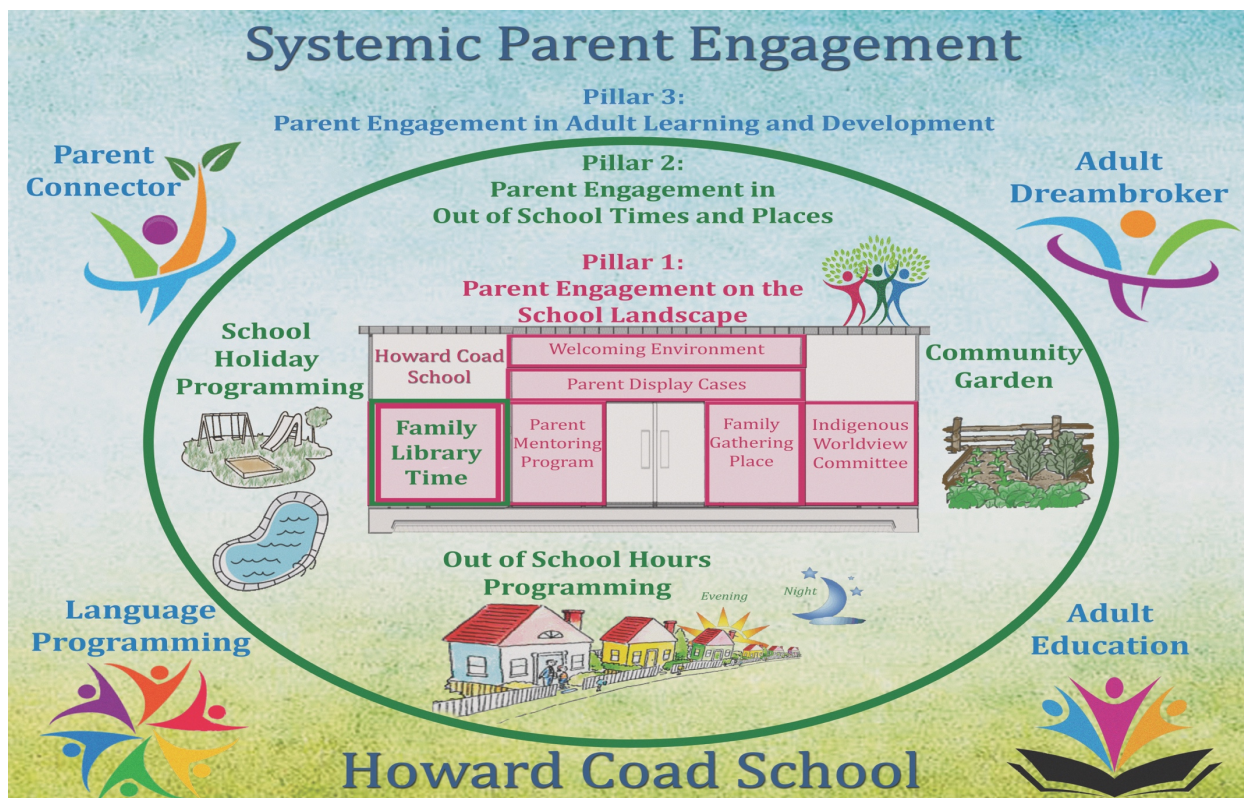 Systemic Parent Engagement
Pillar 3:
Parent Engagement in Adult Learning and Development
Parent
Connector
Pillar 2:
Parent Engagement in
Out of School Times and Places
Adult
Dreambroker
Pillar 1:
Parent Engagement on the
School Landscape
School
Holiday
Programming
Howard Coad
School
Welcoming Environment
Parent Display Cases
Family
Library
Time
Parent
Mentoring
Program
Family
Gathering
Place
Indigenous
Worldview
Committee
Community
Garden
Out of School Hours
Programming
Evening
Night
Language
Programming
Adult
Education
Howard Coad School